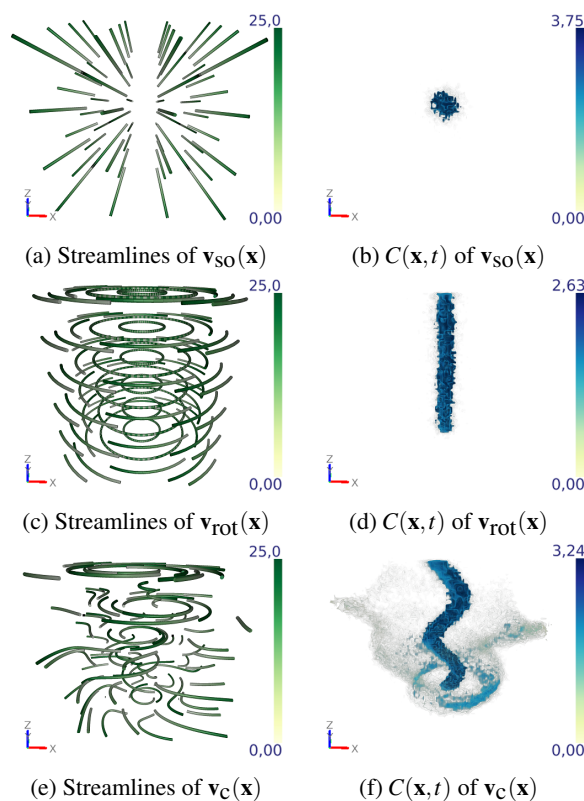 25,0
0,00
Z
X
3,75
0,00
Z
X
(a) Streamlines of v_so(x)
(b) C(x, t) of v_so(x)
25,0
0,00
Z
X
2,63
0,00
Z
X
(c) Streamlines of v_rot(x)
(d) C(x, t) of v_rot(x)
25,0
0,00
Z
X
3,24
0,00
Z
X
(e) Streamlines of v_c(x)
(f) C(x, t) of v_c(x)